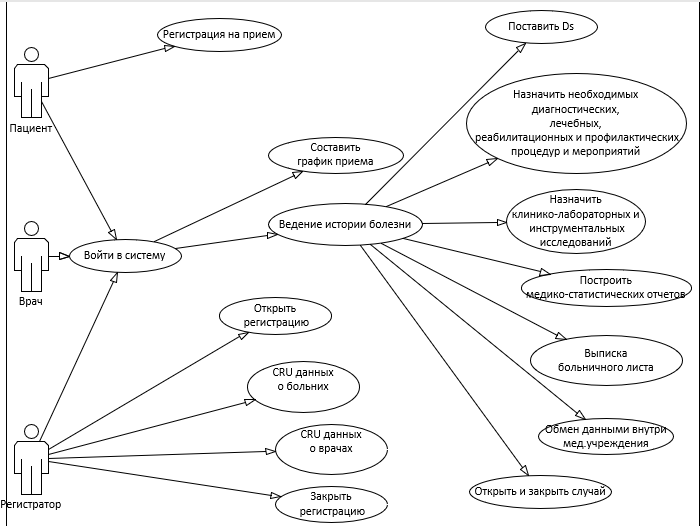 Поставить Ds
Регистрация на прием
Назначить необходимых
диагностических,
лечебных,
реабилитационных и профилактических
процедур и мероприятий
Пациент
Составить
график приема
Назначить
клинико-лабораторных и
инструментальных
исследований
Ведение истории болезни
Войти в систему
Врач
Построить
медико-статистических отчетов
Открыть
регистрацию
Выписка
больничного листа
CRU данных
о больних
Обмен данными внутри
мед.учреждения
CRU данных
о врачах
Открыть и закрыть случай
Закрыть
регистрацию
Регистратор